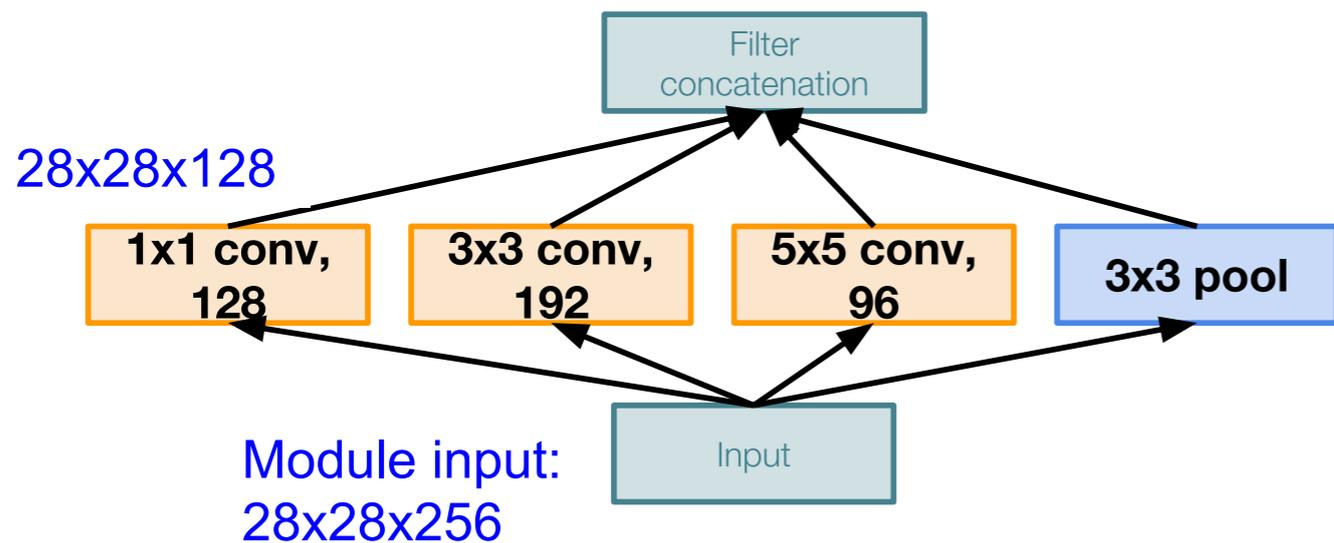 Filter
concatenation
28x28x128
1x1 conv,
128
3x3 conv,
192
5x5 conv,
96
3x3 pool
Input
Module input:
28x28x256